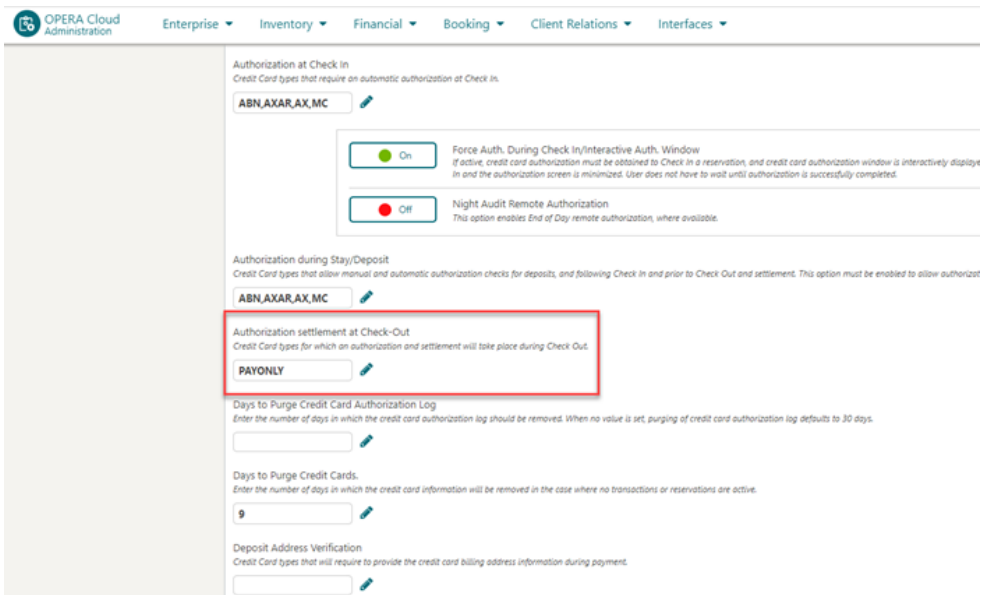 OPERA Cloud
Administration
Enterprise
Inventory
Financial
Booking
Client Relations
Interfaces
Authorization at Check In
Credit Card types that require an automatic authorization at Check In.
ABN,AXAR,AX,MC
On
Force Auth. During Check In/Interactive Auth. Window
If active, credit card authorization must be obtained to Check In a reservation, and credit card authorization window is interactively
In and the authorization screen is minimized. User does not have to wait until authorization is successfully completed.
Off
Night Audit Remote Authorization
This option enables End of Day remote authorization, where available.
Authorization during Stay/Deposit
Credit Card types that allow manual and automatic authorization checks for deposits, and following Check In and prior to Check Out and settlement. This option must be enabled to allow
ABN,AXAR,AX,MC
Authorization settlement at Check-Out
Credit Card types for which an authorization and settlement will take place during Check Out.
PAYONLY
Days to Purge Credit Card Authorization Log
Enter the number of days in which the credit card authorization log should be removed. When no value is set, purging of credit card authorization log defaults to 30 days.
Days to Purge Credit Cards.
Enter the number of days in which the credit card information will be removed in the case where no transactions or reservations are active.
9
Deposit Address Verification
Credit Card types that will require to provide the credit card billing address information during payment.